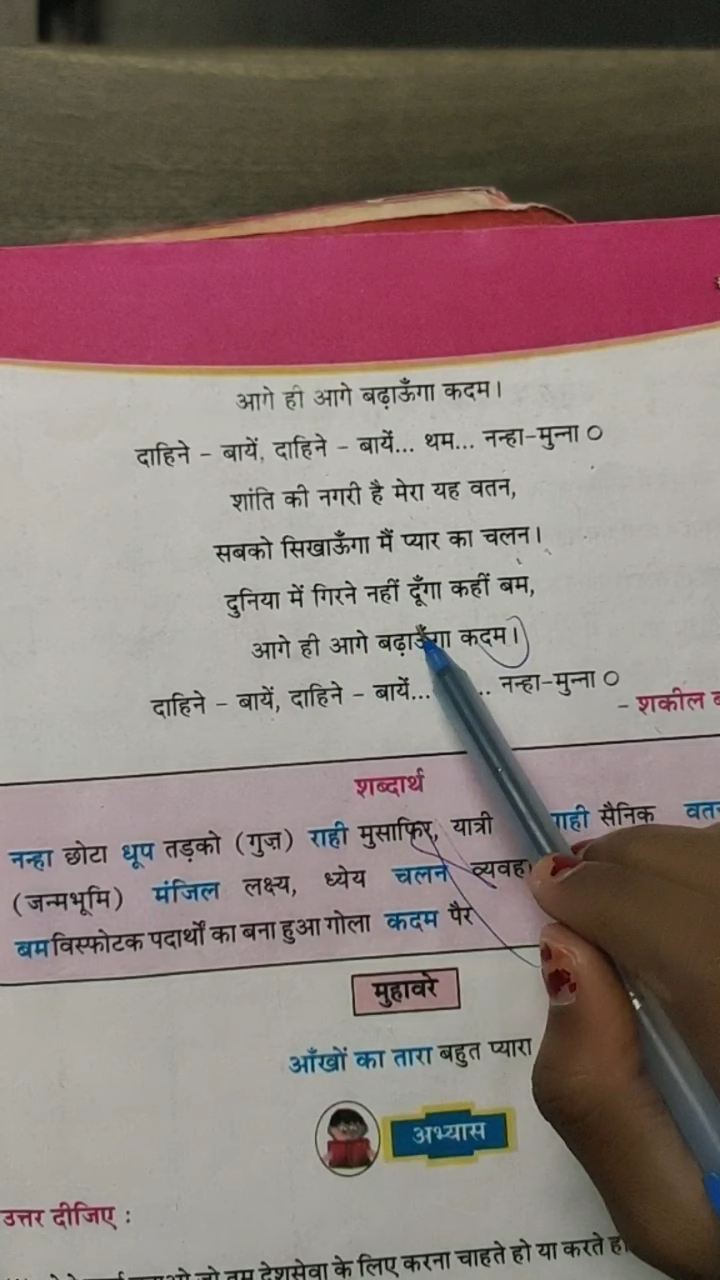 आगे ही आगे बढ़ाऊँगा कदम।
दाहिने – बायें, दाहिने – बायें... थम... नन्हा-मुन्ना ०
शांति की नगरी है मेरा यह वतन,
सबको सिखाऊँगा मैं प्यार का चलन।
दुनिया में गिरने नहीं दूँगा कहीं बम,
आगे ही आगे बढ़ाऊँगा कदम।
दाहिने – बायें, दाहिने – बायें... ... नन्हा-मुन्ना ०
– शकील
शब्दार्थ
नन्हा छोटा धूप तड़को (गुज) राही मुसाफिर, यात्री सैनिक
(जन्मभूमि) मंजिल लक्ष्य, ध्येय चलन
बम विस्फोटक पदार्थों का बना हुआ गोला कदम पैर
मुहावरे
आँखों का तारा बहुत प्यारा
अभ्यास
उत्तर दीजिए :
जो तुम देशसेवा के लिए करना चाहते हो या करते